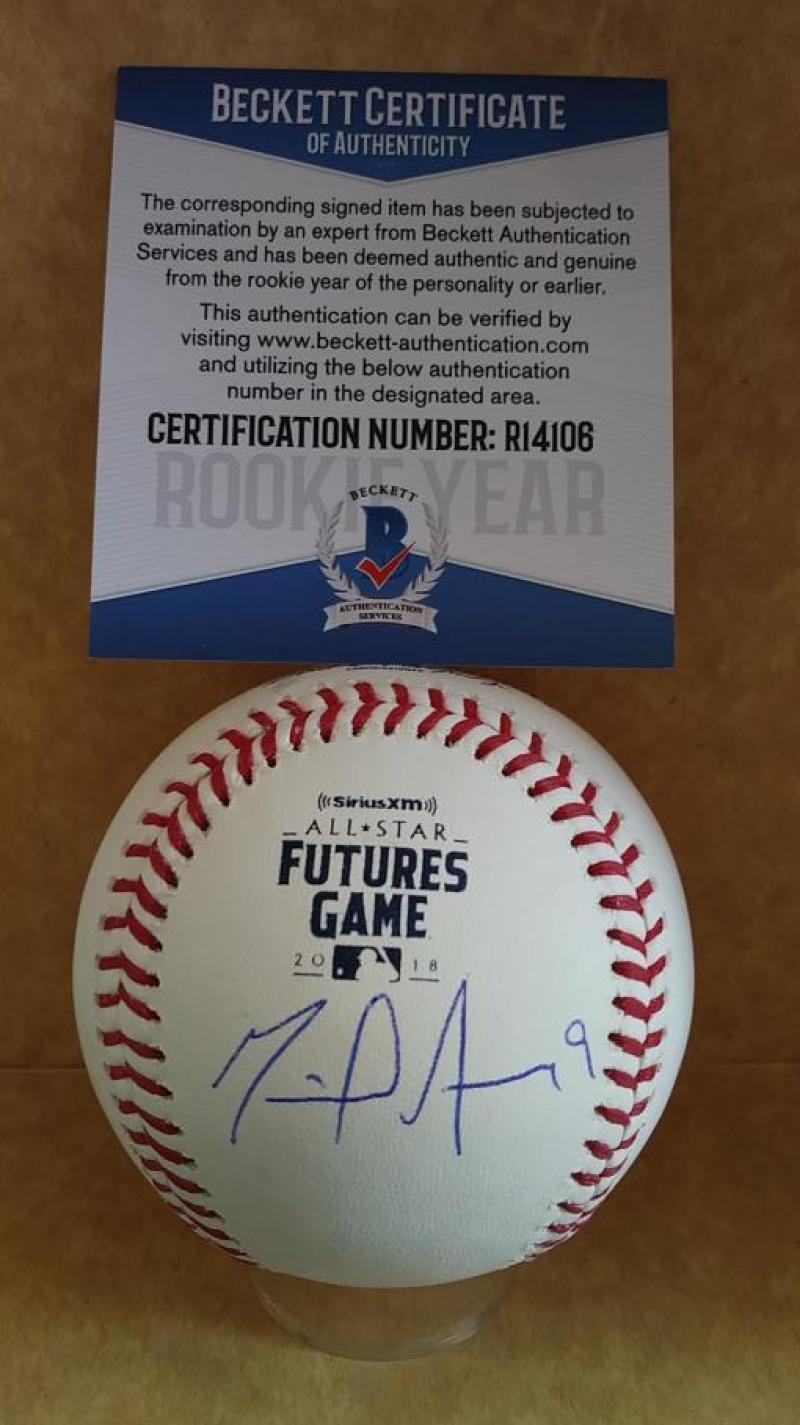 BECKETT CERTIFICATE
OF AUTHENTICITY
The corresponding signed item has been subjected to
examination by an expert from Beckett Authentication
Services and has been deemed authentic and genuine
from the rookie year of the personality or earlier.
This authentication can be verified by
visiting www.beckett-authentication.com
and utilizing the below authentication
number in the designated area.
CERTIFICATION NUMBER: R14106
ROOKIE YEAR
BECKETT
B
AUTHENTICATION
SERVICES
((( SiriusXM )))
ALL★STAR
FUTURES
GAME
20 18
9